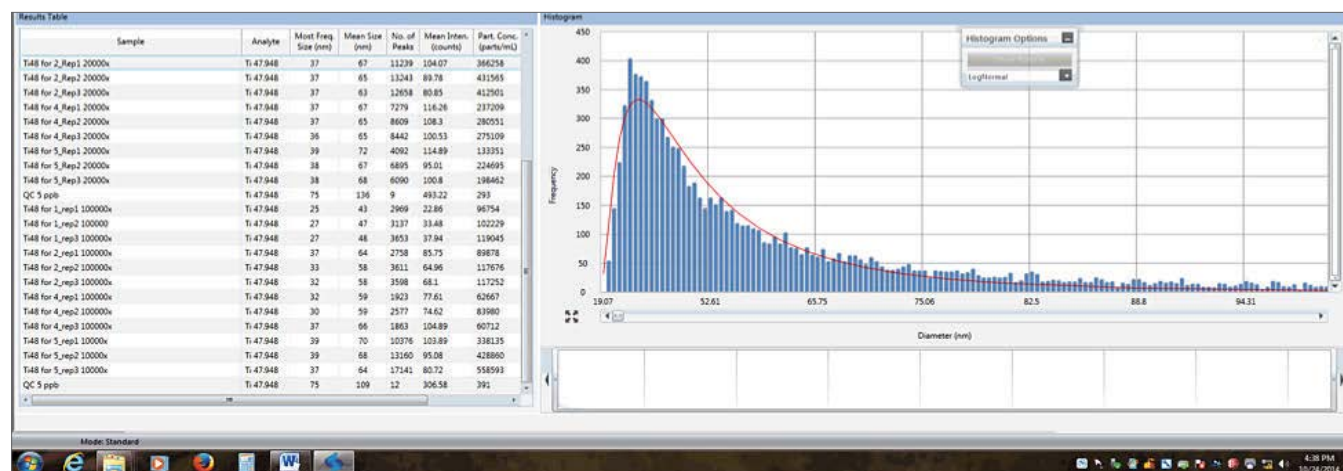 Results Table
Sample Analyte Most Freq. Size (nm) Mean Size (nm) No. of Peaks Mean Inten. (counts) Part. Conc. (parts/mL)
Ti48 for 2_Rep1 20000x Ti 47.948 37 67 11239 104.07 366258
Ti48 for 2_Rep2 20000x Ti 47.948 37 65 13243 89.78 431565
Ti48 for 2_Rep3 20000x Ti 47.948 37 63 12658 80.85 412501
Ti48 for 4_Rep1 20000x Ti 47.948 37 67 7279 116.26 237209
Ti48 for 4_Rep2 20000x Ti 47.948 37 65 8609 108.3 280551
Ti48 for 4_Rep3 20000x Ti 47.948 36 65 8442 100.53 275109
Ti48 for 5_Rep1 20000x Ti 47.948 39 72 4092 114.89 133351
Ti48 for 5_Rep2 20000x Ti 47.948 38 67 6895 95.01 224695
Ti48 for 5_Rep3 20000x Ti 47.948 38 68 6090 100.8 198462
QC 5 ppb Ti 47.948 75 136 9 493.22 293
Ti48 for 1_rep1 100000x Ti 47.948 25 43 2969 22.86 96754
Ti48 for 1_rep2 100000 Ti 47.948 27 47 3137 33.48 102229
Ti48 for 1_rep3 100000x Ti 47.948 27 48 3653 37.94 119045
Ti48 for 2_rep1 100000x Ti 47.948 37 64 2758 85.75 89878
Ti48 for 2_rep2 100000x Ti 47.948 33 58 3611 64.96 117676
Ti48 for 2_rep3 100000x Ti 47.948 32 58 3598 68.1 117252
Ti48 for 4_rep1 100000x Ti 47.948 32 59 1923 77.61 62667
Ti48 for 4_rep2 100000x Ti 47.948 30 59 2577 74.62 83980
Ti48 for 4_rep3 100000x Ti 47.948 37 66 1863 104.89 60712
Ti48 for 5_rep1 10000x Ti 47.948 39 70 10376 103.89 338135
Ti48 for 5_rep2 10000x Ti 47.948 39 68 13160 95.08 428860
Ti48 for 5_rep3 10000x Ti 47.948 37 64 17141 80.72 558593
QC 5 ppb Ti 47.948 75 109 12 306.58 391
Histogram
Histogram Options
LogNormal
Frequency
450
400
350
300
250
200
150
100
50
0
19.07 52.61 65.75 75.06 82.5 88.8 94.31
Diameter (nm)
Mode: Standard
4:38 PM